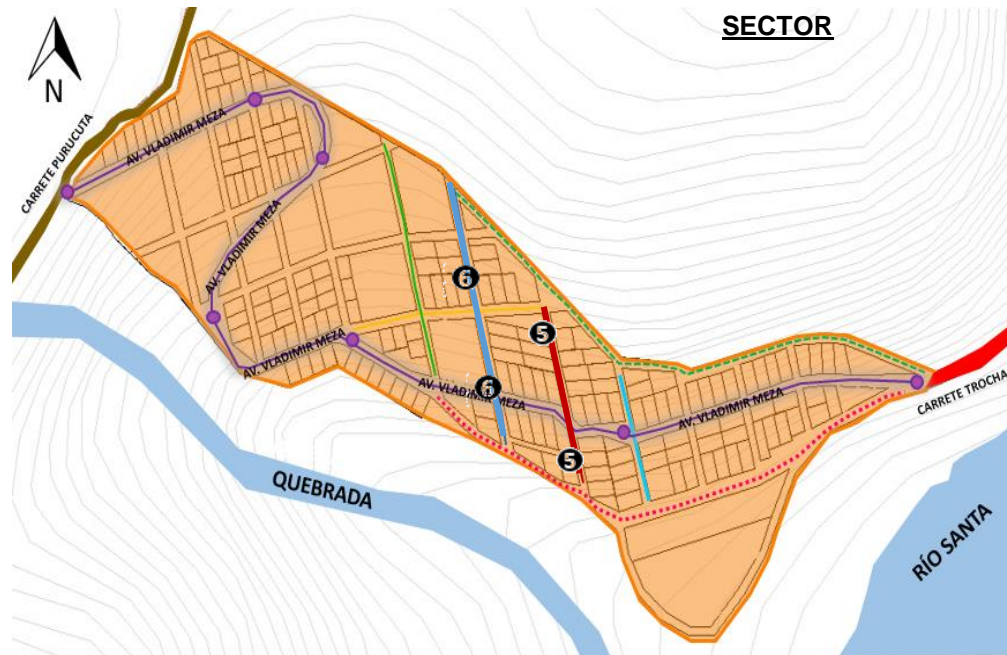 SECTOR
N
CARRETE PURUCUTA
AV. VLADIMIR MEZA
AV. VLADIMIR MEZA
6
5
AV. VLADIMIR MEZA
6
AV. VLADIMIR MEZA
AV. VLADIMIR MEZA
CARRETE TROCHA
5
QUEBRADA
RÍO SANTA